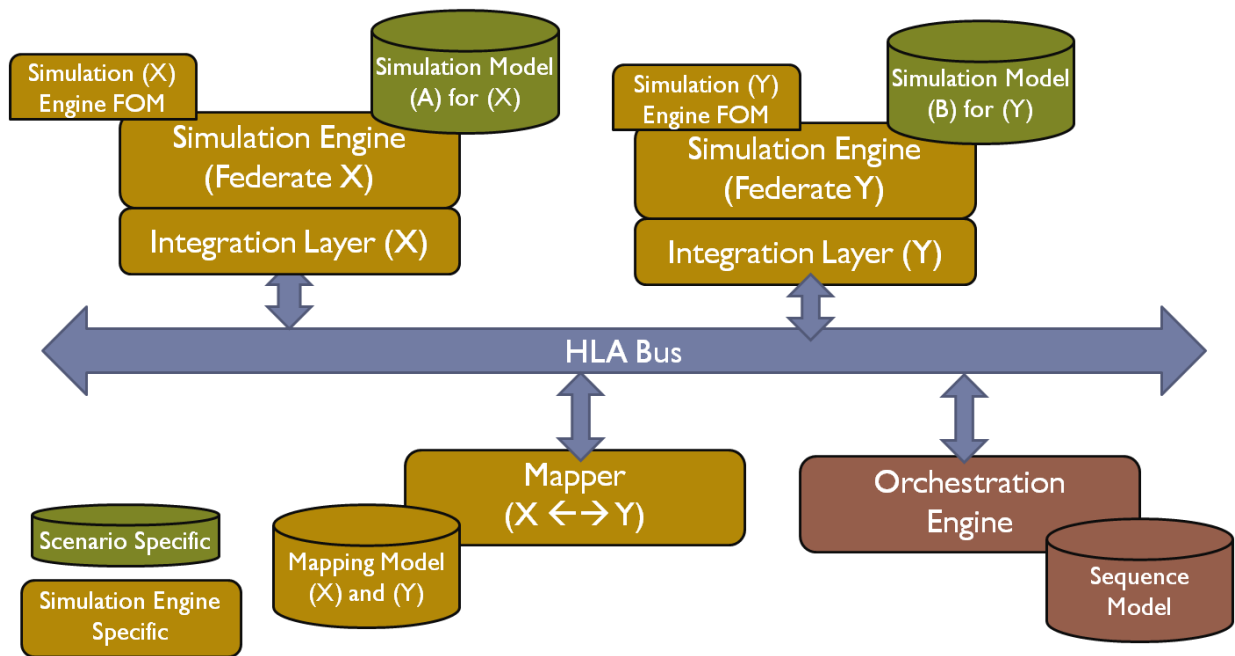 Simulation (X)
Engine FOM
Simulation Model
(A) for (X)
Simulation Engine
(Federate X)
Integration Layer (X)
Simulation (Y)
Engine FOM
Simulation Model
(B) for (Y)
Simulation Engine
(Federate Y)
Integration Layer (Y)
HLA Bus
Mapper
(X ←→ Y)
Mapping Model
(X) and (Y)
Orchestration
Engine
Sequence
Model
Scenario Specific
Simulation Engine
Specific